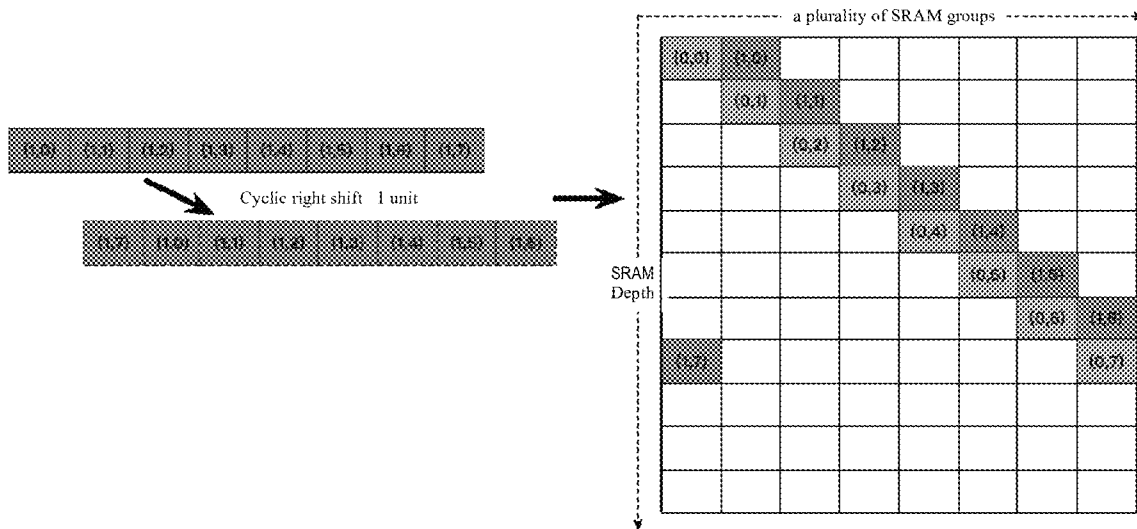 a plurality of SRAM groups
(0,0) (1,0)
(0,1) (1,1)
(1,0) (1,1) (1,2) (1,3) (1,4) (1,5) (1,6) (1,7)
(0,2) (1,2)
Cyclic right shift 1 unit
(0,3) (1,3)
(1,7) (1,0) (1,1) (1,2) (1,3) (1,4) (1,5) (1,6)
(0,4) (1,4)
SRAM
Depth
(0,5) (1,5)
(0,6) (1,6)
(1,7) (0,7)